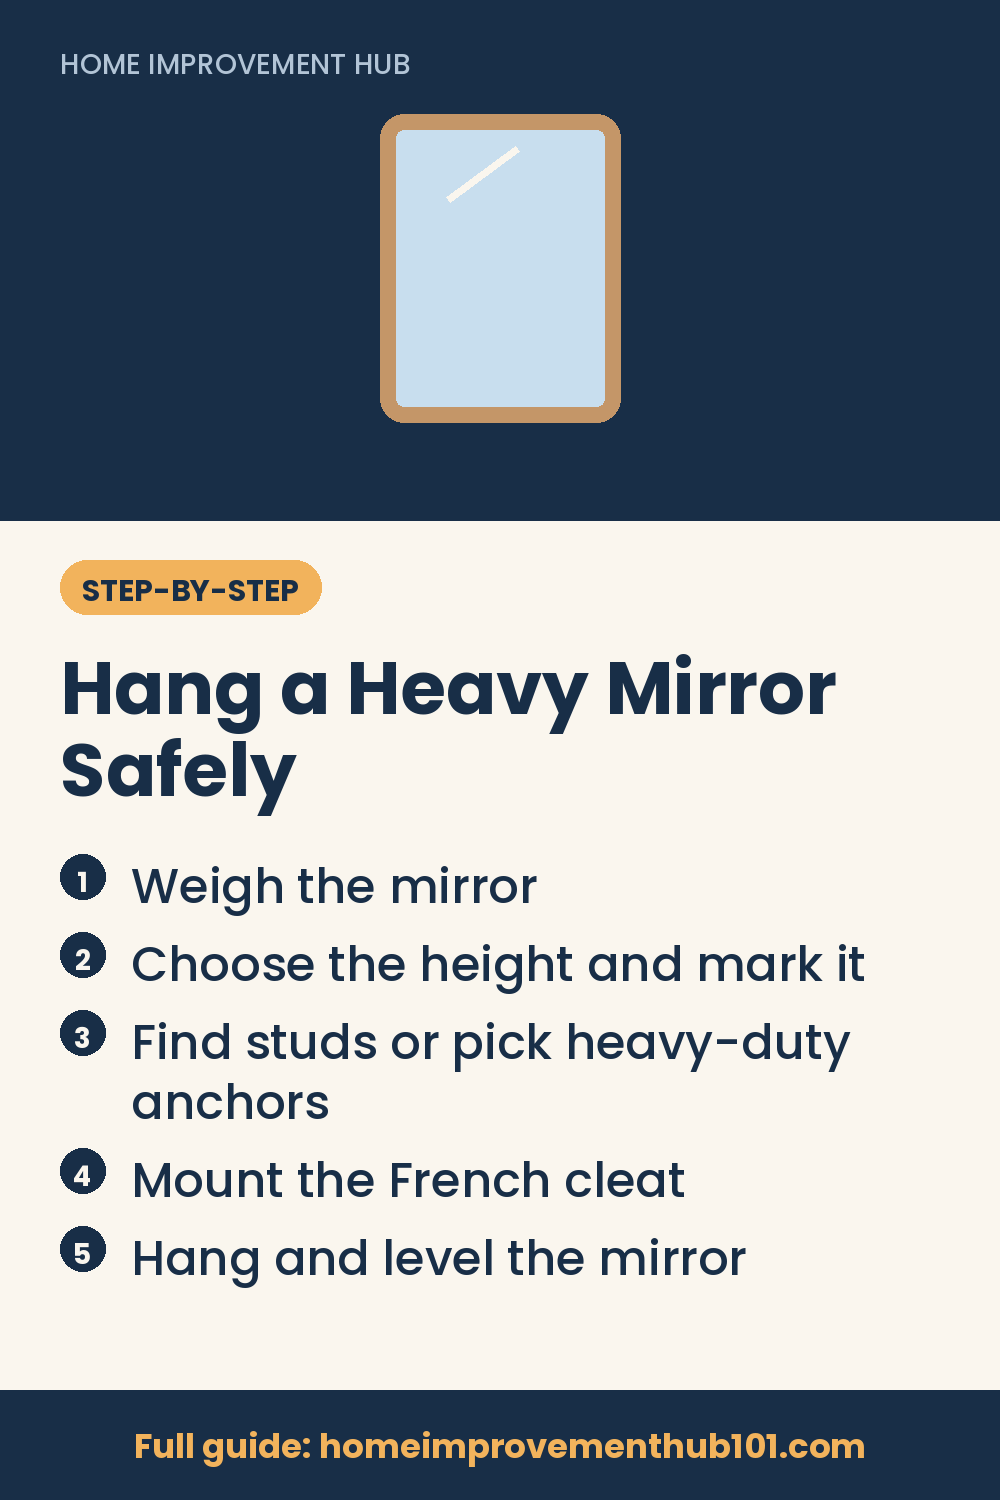 HOME IMPROVEMENT HUB
STEP-BY-STEP
Hang a Heavy Mirror
Safely
1 Weigh the mirror
2 Choose the height and mark it
3 Find studs or pick heavy-duty
anchors
4 Mount the French cleat
5 Hang and level the mirror
Full guide: homeimprovementhub101.com